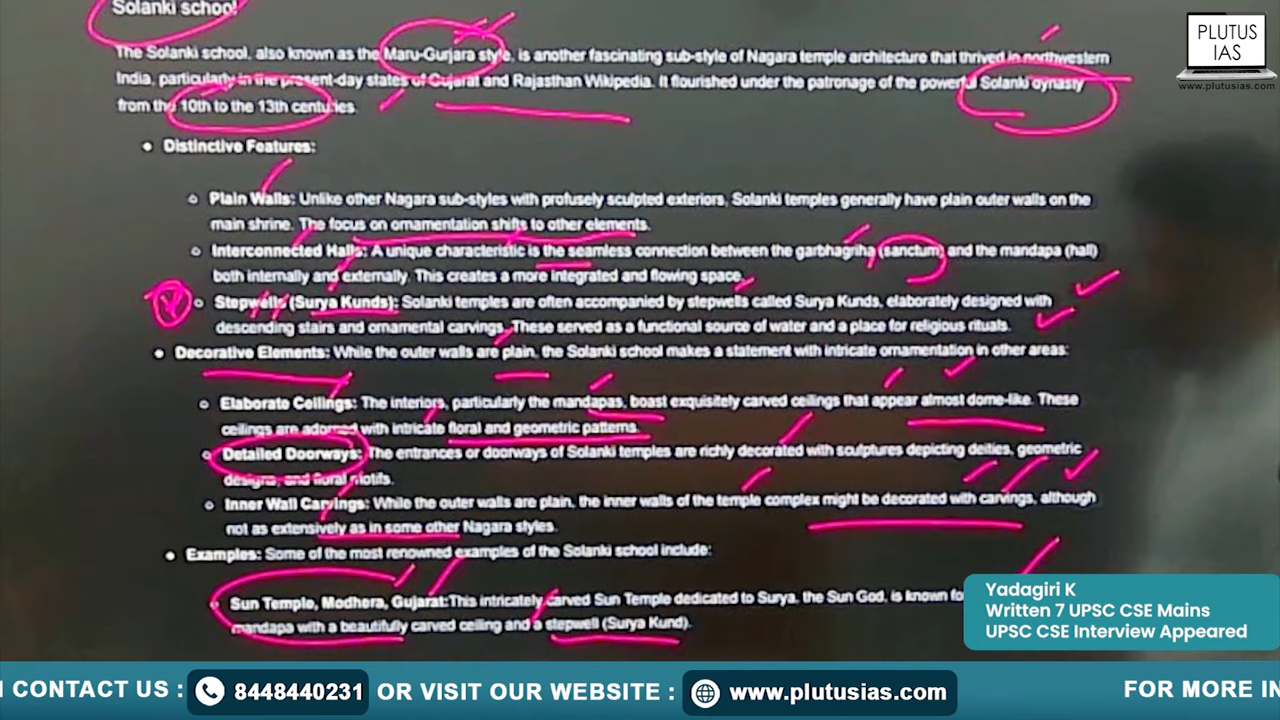 Solanki school
PLUTUS
IAS
www.plutusias.com
The Solanki school, also known as the Maru-Gurjara style, is another fascinating sub-style of Nagara temple architecture that thrived in northwestern
India, particularly in the present-day states of Gujarat and Rajasthan Wikipedia. It flourished under the patronage of the powerful Solanki dynasty
from the 10th to the 13th centuries.
• Distinctive Features:
○ Plain Walls: Unlike other Nagara sub-styles with profusely sculpted exteriors, Solanki temples generally have plain outer walls on the
main shrine. The focus on ornamentation shifts to other elements.
○ Interconnected Halls: A unique characteristic is the seamless connection between the garbhagriha (sanctum) and the mandapa (hall)
both internally and externally. This creates a more integrated and flowing space.
○ Stepwells (Surya Kunds): Solanki temples are often accompanied by stepwells called Surya Kunds, elaborately designed with
descending stairs and ornamental carvings. These served as a functional source of water and a place for religious rituals.
• Decorative Elements: While the outer walls are plain, the Solanki school makes a statement with intricate ornamentation in other areas:
○ Elaborate Ceilings: The interiors, particularly the mandapas, boast exquisitely carved ceilings that appear almost dome-like. These
ceilings are adorned with intricate floral and geometric patterns.
○ Detailed Doorways: The entrances or doorways of Solanki temples are richly decorated with sculptures depicting deities, geometric
designs, and floral motifs.
○ Inner Wall Carvings: While the outer walls are plain, the inner walls of the temple complex might be decorated with carvings, although
not as extensively as in some other Nagara styles.
• Examples: Some of the most renowned examples of the Solanki school include:
○ Sun Temple, Modhera, Gujarat:This intricately carved Sun Temple dedicated to Surya, the Sun God, is known
mandapa with a beautifully carved ceiling and a stepwell (Surya Kund).
Yadagiri K
Written 7 UPSC CSE Mains
UPSC CSE Interview Appeared
CONTACT US : 8448440231 OR VISIT OUR WEBSITE : www.plutusias.com FOR MORE